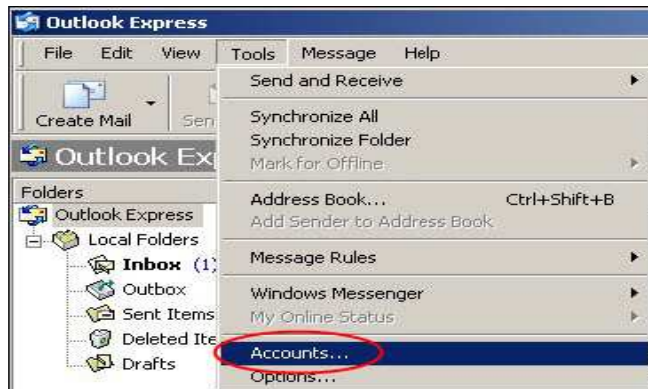 Outlook Express
File Edit View Tools Message Help
Create Mail
Send and Receive
Synchronize All
Synchronize Folder
Mark for Offline
Address Book... Ctrl+Shift+B
Add Sender to Address Book
Message Rules
Windows Messenger
My Online Status
Accounts...
Options...
Outlook Ex
Folders
Outlook Express
Local Folders
Inbox (1)
Outbox
Sent Items
Deleted Ite
Drafts